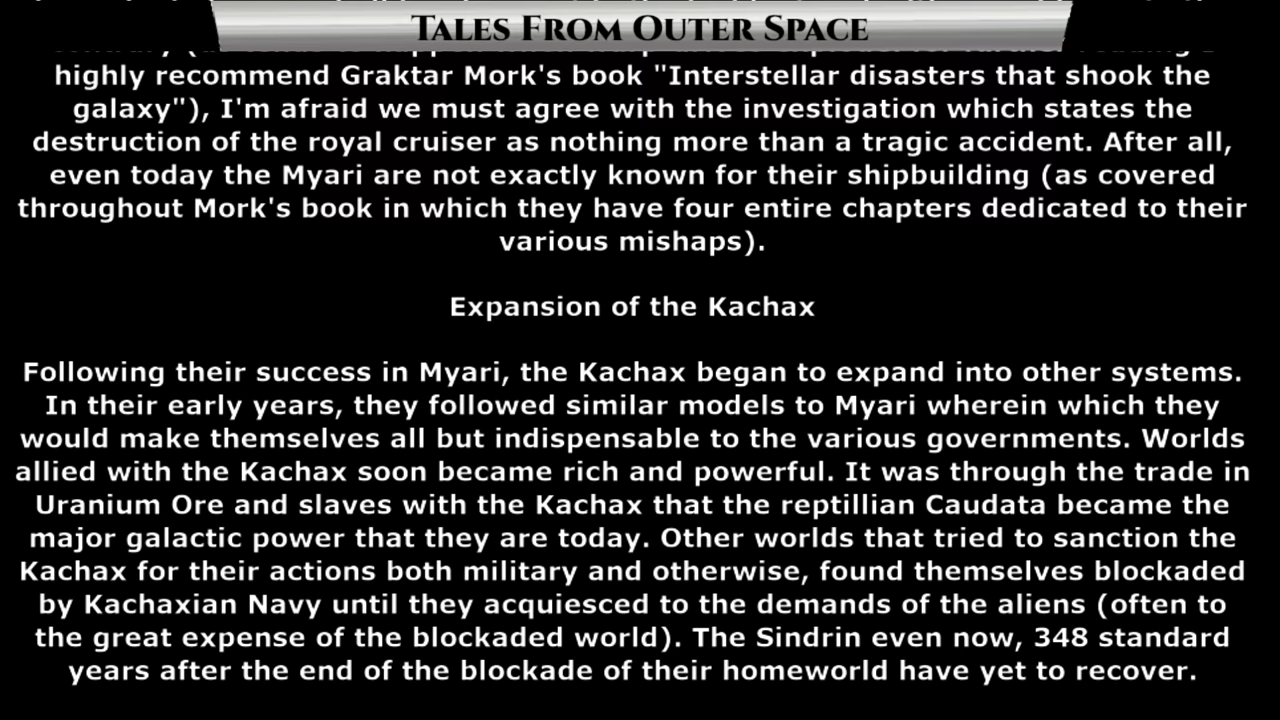 TALES FROM OUTER SPACE
highly recommend Graktar Mork's book "Interstellar disasters that shook the
galaxy"), I'm afraid we must agree with the investigation which states the
destruction of the royal cruiser as nothing more than a tragic accident. After all,
even today the Myari are not exactly known for their shipbuilding (as covered
throughout Mork's book in which they have four entire chapters dedicated to their
various mishaps).
Expansion of the Kachax
Following their success in Myari, the Kachax began to expand into other systems.
In their early years, they followed similar models to Myari wherein which they
would make themselves all but indispensable to the various governments. Worlds
allied with the Kachax soon became rich and powerful. It was through the trade in
Uranium Ore and slaves with the Kachax that the reptillian Caudata became the
major galactic power that they are today. Other worlds that tried to sanction the
Kachax for their actions both military and otherwise, found themselves blockaded
by Kachaxian Navy until they acquiesced to the demands of the aliens (often to
the great expense of the blockaded world). The Sindrin even now, 348 standard
years after the end of the blockade of their homeworld have yet to recover.